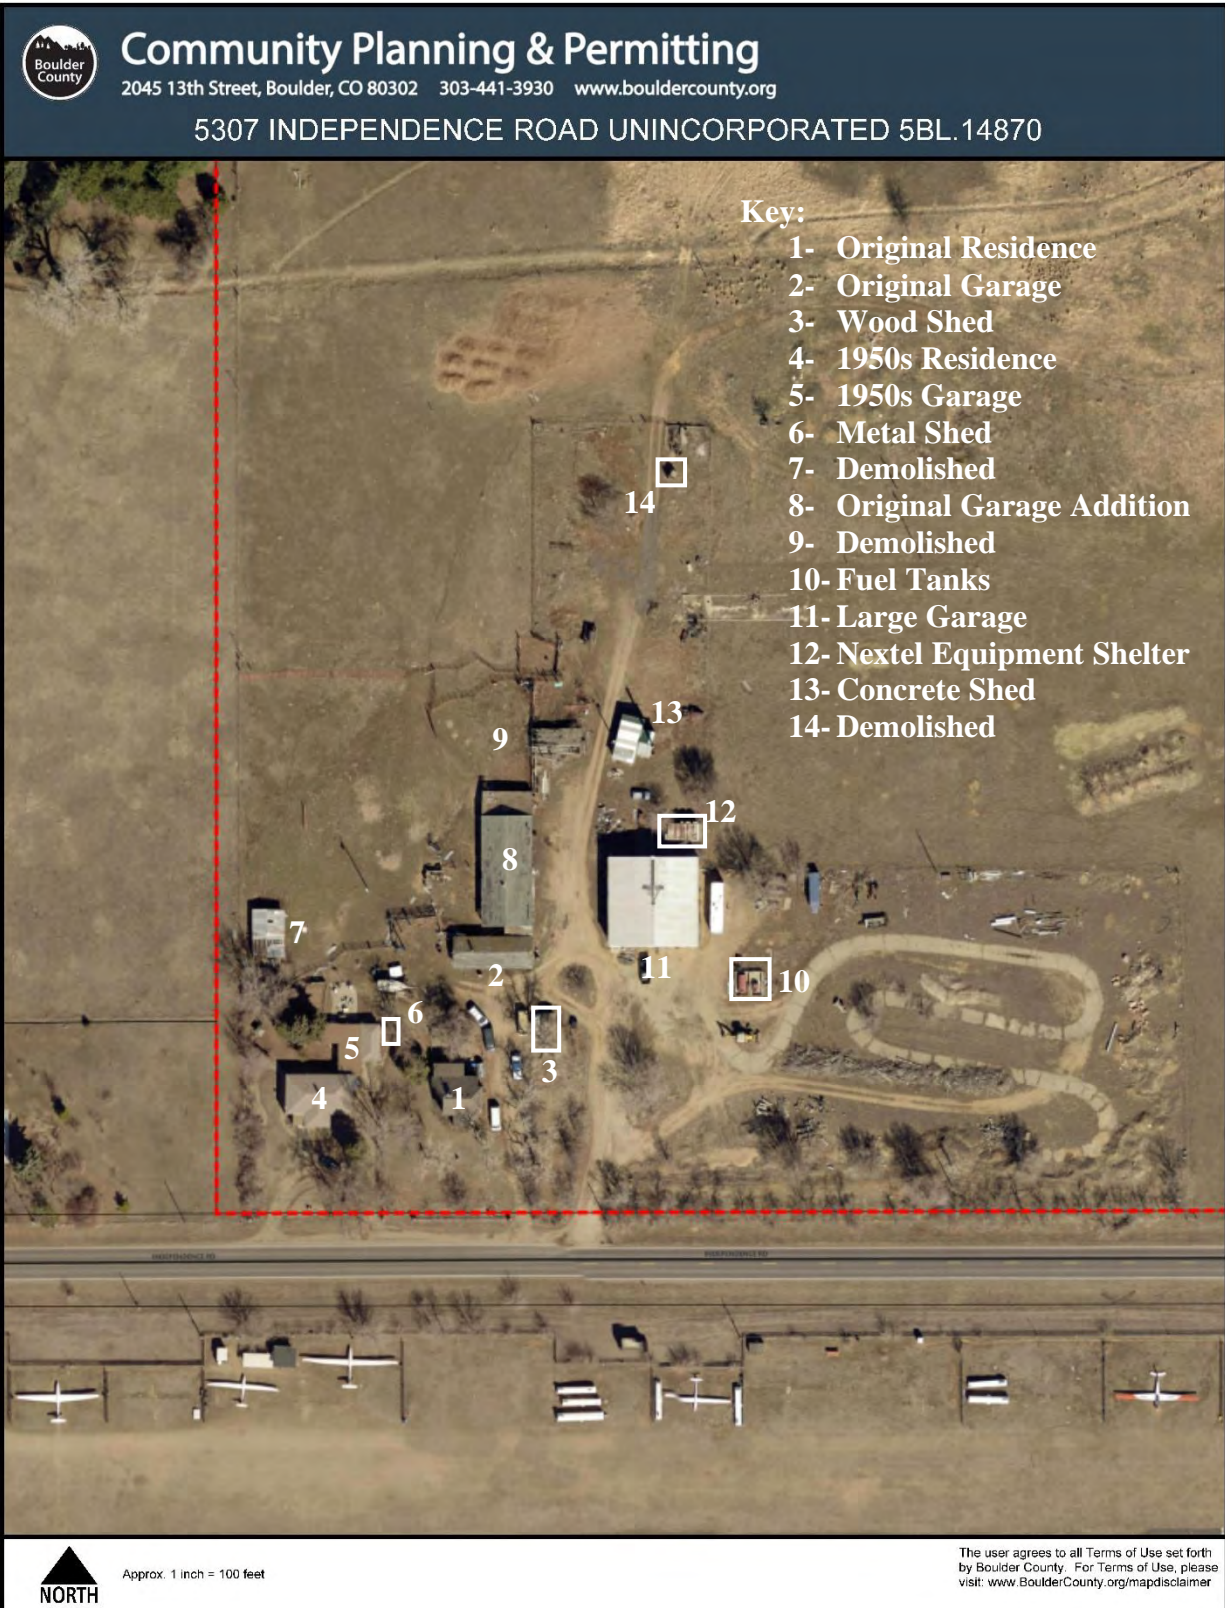 Boulder
County
Community Planning & Permitting
2045 13th Street, Boulder, CO 80302 303-441-3930 www.bouldercounty.org
5307 INDEPENDENCE ROAD UNINCORPORATED 5BL.14870
Key:
1- Original Residence
2- Original Garage
3- Wood Shed
4- 1950s Residence
5- 1950s Garage
6- Metal Shed
7- Demolished
8- Original Garage Addition
9- Demolished
10- Fuel Tanks
11- Large Garage
12- Nextel Equipment Shelter
13- Concrete Shed
14- Demolished
14
13
9
12
8
7
11
2
10
6
5
3
4
1
INDEPENDENCE RD
INDEPENDENCE RD
NORTH
Approx. 1 inch = 100 feet
The user agrees to all Terms of Use set forth
by Boulder County. For Terms of Use, please
visit: www.BoulderCounty.org/mapdisclaimer